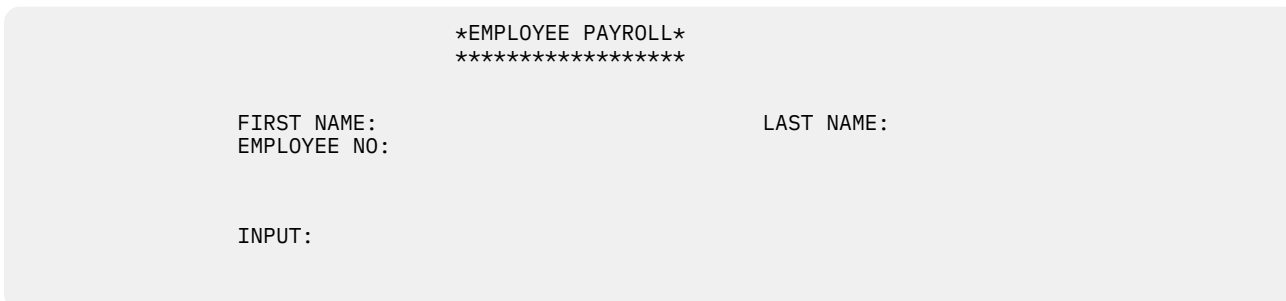 *EMPLOYEE PAYROLL*
******************
FIRST NAME: LAST NAME:
EMPLOYEE NO:
INPUT: